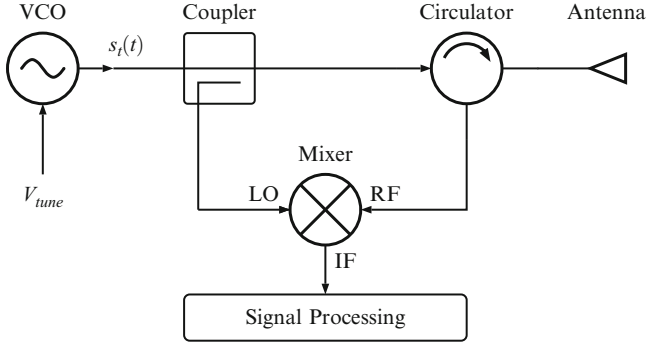 VCO
Coupler
Circulator
Antenna
s_t(t)
V_tune
Mixer
LO
RF
IF
Signal Processing